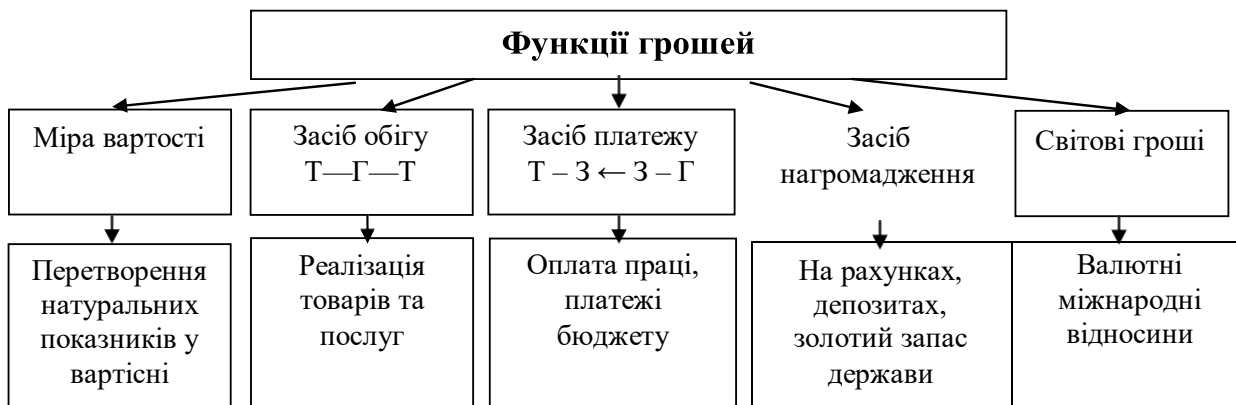 Функції грошей
Міра вартості
Засіб обігу
Т—Г—Т
Засіб платежу
Т – З ← З – Г
Засіб
нагромадження
Світові гроші
Перетворення
натуральних
показників у
вартісні
Реалізація
товарів та
послуг
Оплата праці,
платежі
бюджету
На рахунках,
депозитах,
золотий запас
держави
Валютні
міжнародні
відносини